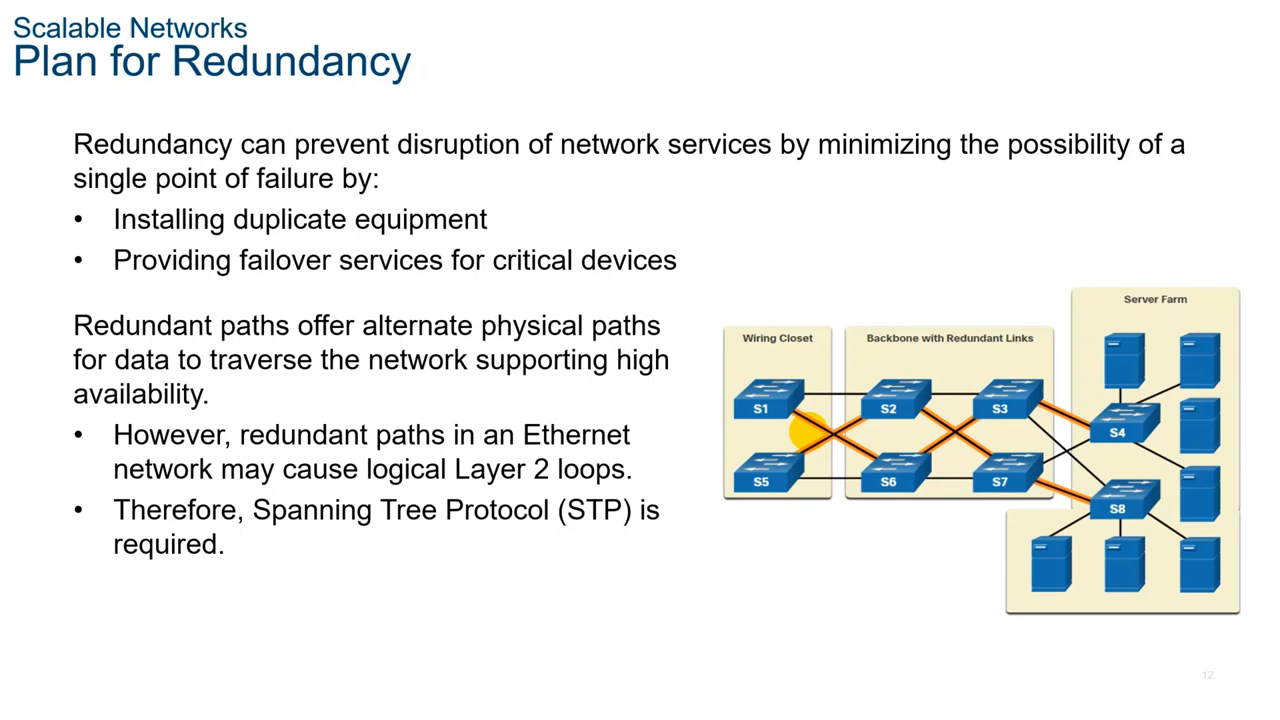 Scalable Networks
Plan for Redundancy
Redundancy can prevent disruption of network services by minimizing the possibility of a
single point of failure by:
• Installing duplicate equipment
• Providing failover services for critical devices
Redundant paths offer alternate physical paths
for data to traverse the network supporting high
availability.
• However, redundant paths in an Ethernet
network may cause logical Layer 2 loops.
• Therefore, Spanning Tree Protocol (STP) is
required.
Server Farm
Wiring Closet
Backbone with Redundant Links
S1
S2
S3
S4
S5
S6
S7
S8
12